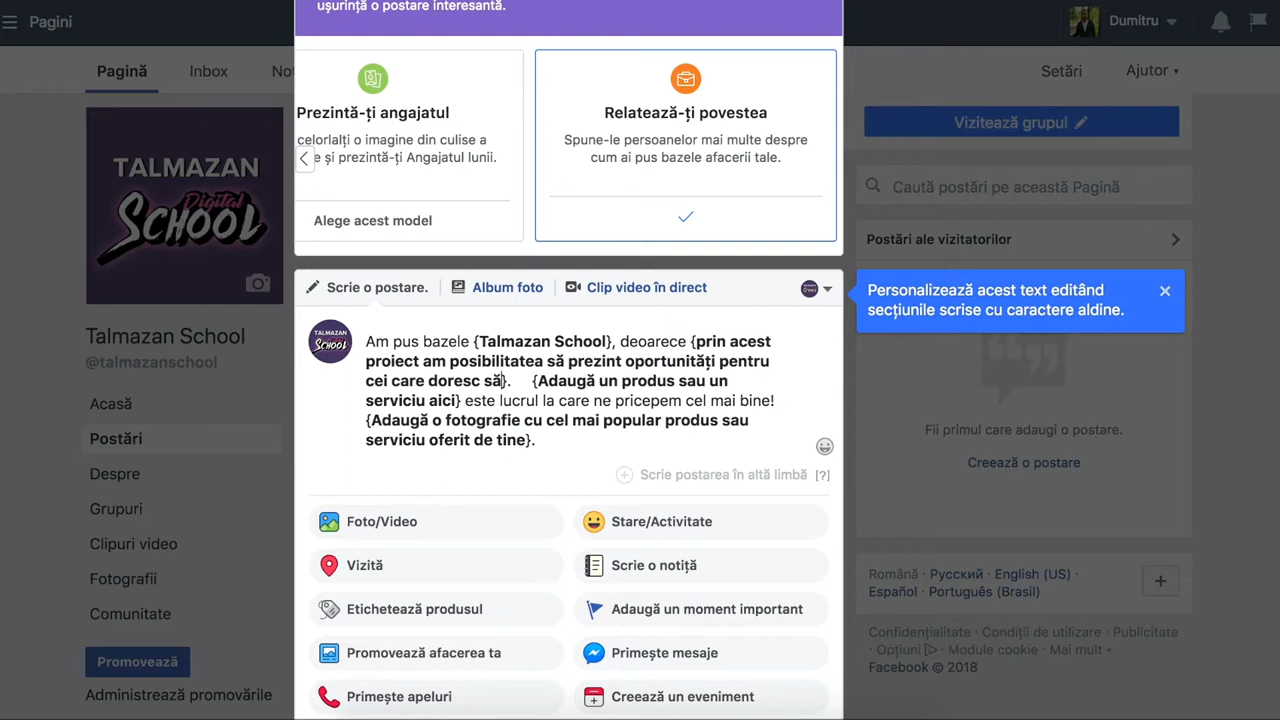 Pagini
Dumitru
ușurință o postare interesantă.
Pagină
Inbox
Setări
Ajutor
TALMAZAN
Digital
SCHOOL
Talmazan School
@talmazanschool
Acasă
Postări
Despre
Grupuri
Clipuri video
Fotografii
Comunitate
Promovează
Administrează promovările
Prezintă-ți angajatul
celorlalți o imagine din culise a
e și prezintă-ți Angajatul lunii.
Alege acest model
Relatează-ți povestea
Spune-le persoanelor mai multe despre
cum ai pus bazele afacerii tale.
Scrie o postare.
Album foto
Clip video în direct
TALMAZAN
SCHOOL
Am pus bazele {Talmazan School}, deoarece {prin acest
proiect am posibilitatea să prezint oportunități pentru
cei care doresc să}. {Adaugă un produs sau un
serviciu aici} este lucrul la care ne pricepem cel mai bine!
{Adaugă o fotografie cu cel mai popular produs sau
serviciu oferit de tine}.
Scrie postarea în altă limbă [?]
Foto/Video
Stare/Activitate
Vizită
Scrie o notiță
Etichetează produsul
Adaugă un moment important
Promovează afacerea ta
Primește mesaje
Primește apeluri
Creează un eveniment
Vizitează grupul
Caută postări pe această Pagină
Postări ale vizitatorilor
Personalizează acest text editând
secțiunile scrise cu caractere aldine.
Fii primul care adaugi o postare.
Creează o postare
Română · Русский · English (US) ·
Español · Português (Brasil)
Confidențialitate · Condiții de utilizare · Publicitate
· Opțiuni · Module cookie · Mai mult
Facebook © 2018